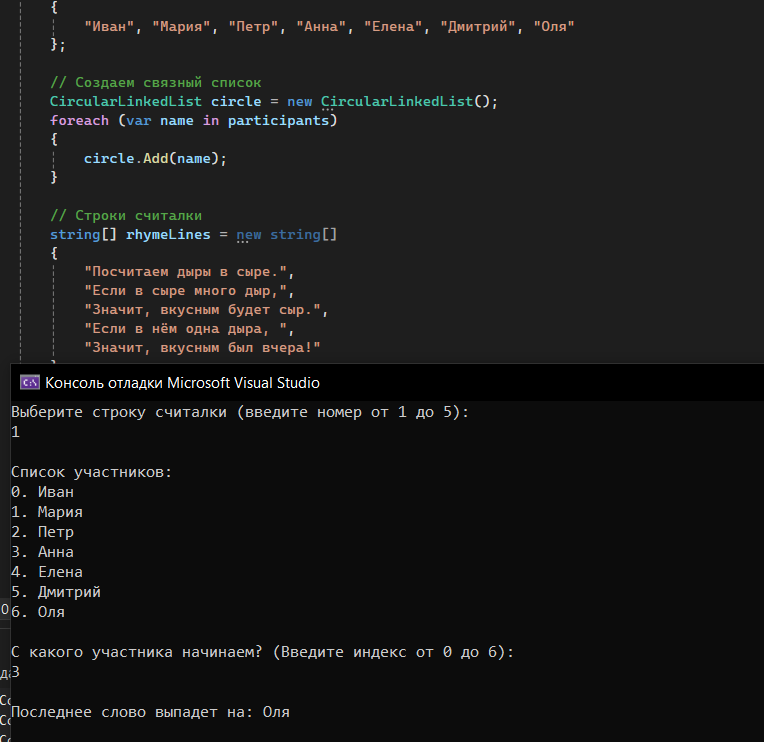 {
"Иван", "Мария", "Петр", "Анна", "Елена", "Дмитрий", "Оля"
};
// Создаем связный список
CircularLinkedList circle = new CircularLinkedList();
foreach (var name in participants)
{
circle.Add(name);
}
// Строки считалки
string[] rhymeLines = new string[]
{
"Посчитаем дыры в сыре.",
"Если в сыре много дыр,",
"Значит, вкусным будет сыр.",
"Если в нём одна дыра, ",
"Значит, вкусным был вчера!"
C:\ Консоль отладки Microsoft Visual Studio
Выберите строку считалки (введите номер от 1 до 5):
1
Список участников:
0. Иван
1. Мария
2. Петр
3. Анна
4. Елена
5. Дмитрий
6. Оля
С какого участника начинаем? (Введите индекс от 0 до 6):
3
Последнее слово выпадет на: Оля